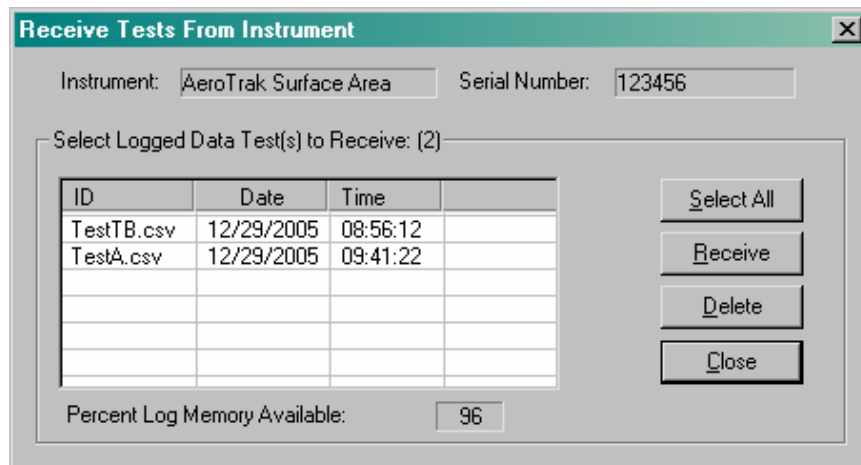 Receive Tests From Instrument
Instrument: AeroTrak Surface Area Serial Number: 123456
Select Logged Data Test(s) to Receive: (2)
ID Date Time
TestTB.csv 12/29/2005 08:56:12
TestA.csv 12/29/2005 09:41:22
Select All
Receive
Delete
Close
Percent Log Memory Available: 96